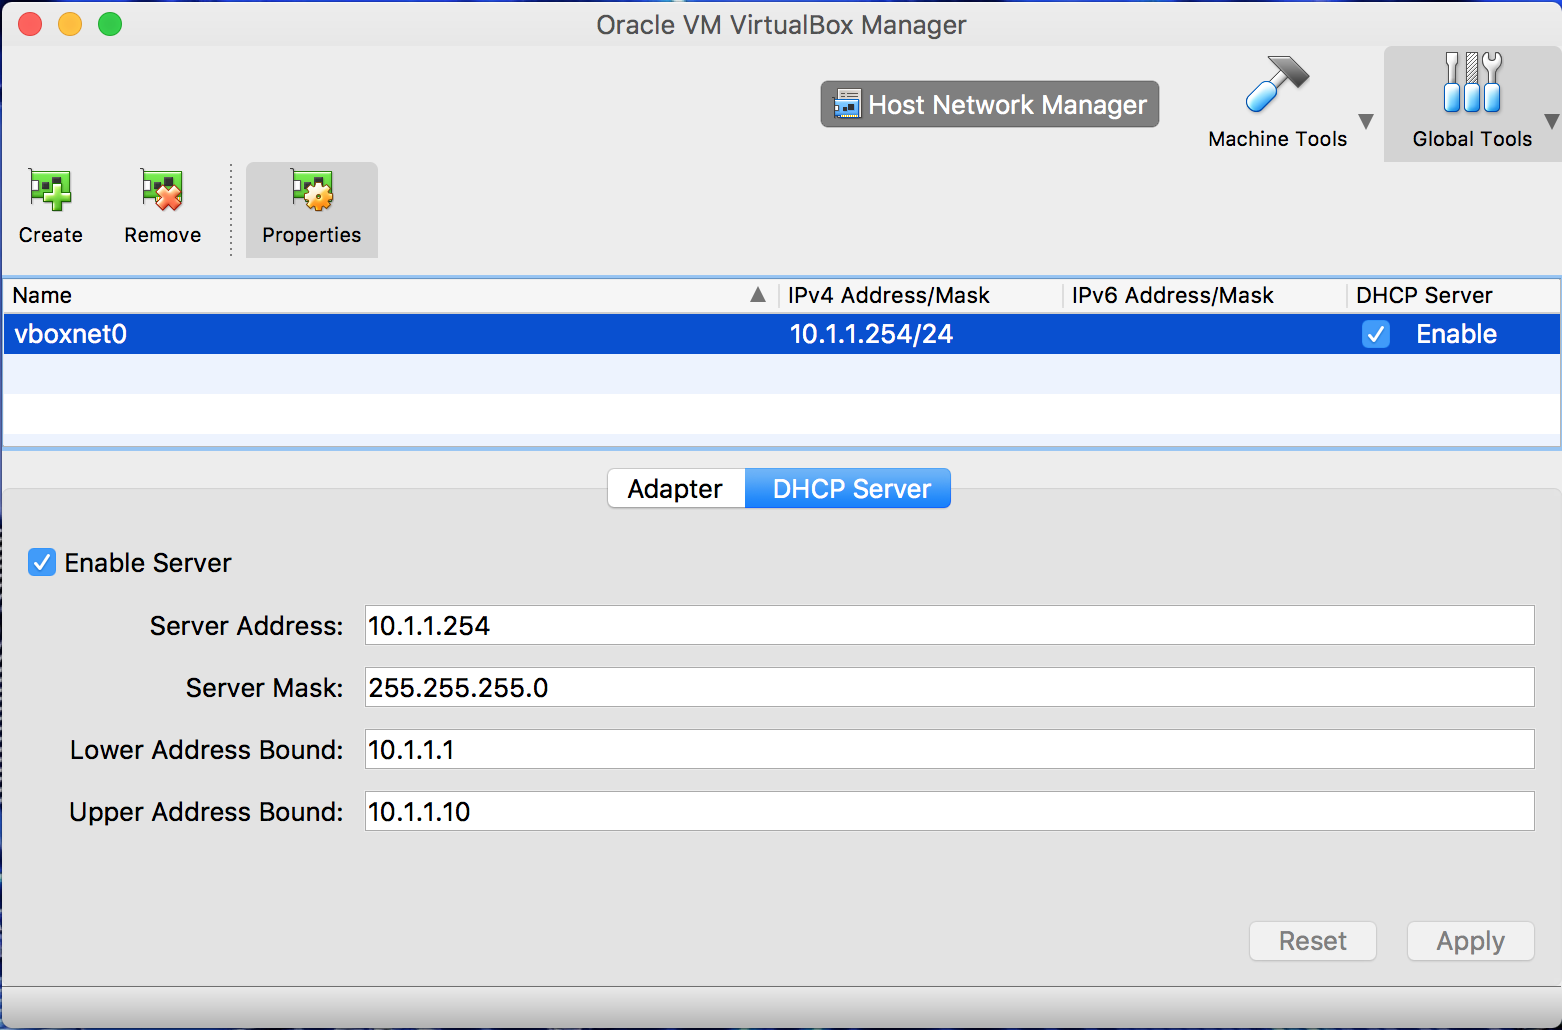 Oracle VM VirtualBox Manager
Host Network Manager
Machine Tools
Global Tools
Create
Remove
Properties
Name IPv4 Address/Mask IPv6 Address/Mask DHCP Server
vboxnet0 10.1.1.254/24 Enable
Adapter DHCP Server
Enable Server
Server Address: 10.1.1.254
Server Mask: 255.255.255.0
Lower Address Bound: 10.1.1.1
Upper Address Bound: 10.1.1.10
Reset Apply